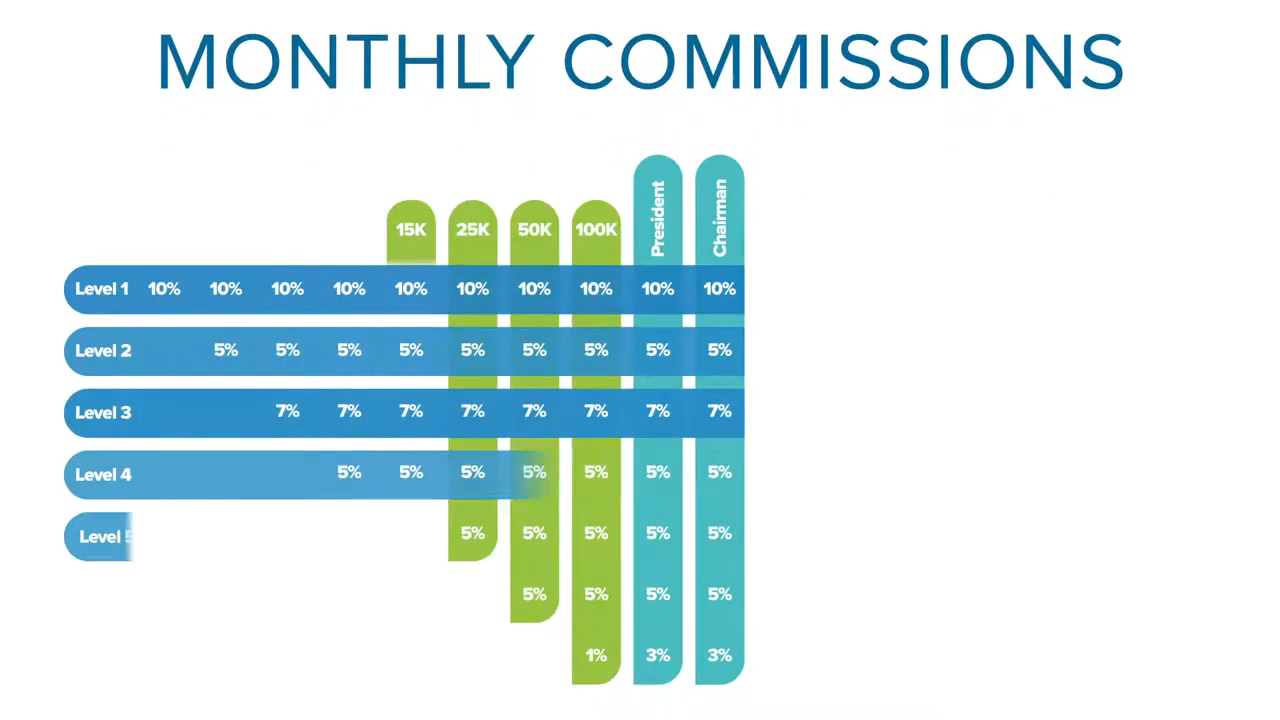 MONTHLY COMMISSIONS
President Chairman
15K 25K 50K 100K
Level 1 10% 10% 10% 10% 10% 10% 10% 10% 10% 10%
Level 2 5% 5% 5% 5% 5% 5% 5% 5% 5%
Level 3 7% 7% 7% 7% 7% 7% 7% 7%
Level 4 5% 5% 5% 5% 5% 5% 5%
Level 5 5% 5% 5% 5% 5%
5% 5% 5% 5%
1% 3% 3%